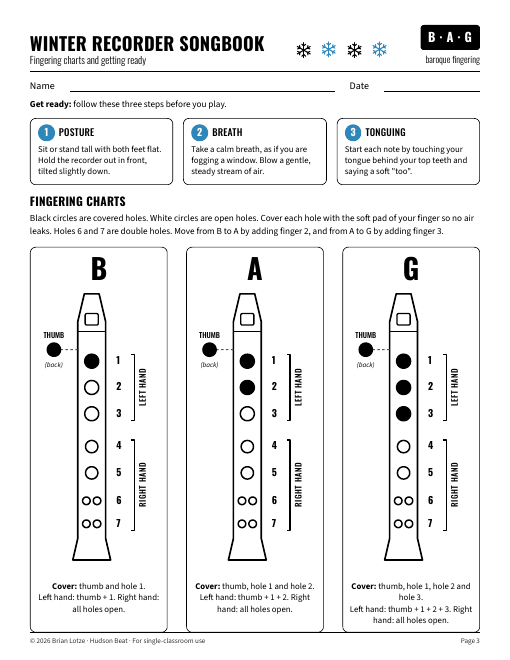 WINTER RECORDER SONGBOOK
Fingering charts and getting ready
B · A · G
baroque fingering
Name
Date
Get ready: follow these three steps before you play.
1 POSTURE
Sit or stand tall with both feet flat.
Hold the recorder out in front,
tilted slightly down.
2 BREATH
Take a calm breath, as if you are
fogging a window. Blow a gentle,
steady stream of air.
3 TONGUING
Start each note by touching your
tongue behind your top teeth and
saying a soft "too".
FINGERING CHARTS
Black circles are covered holes. White circles are open holes. Cover each hole with the soft pad of your finger so no air
leaks. Holes 6 and 7 are double holes. Move from B to A by adding finger 2, and from A to G by adding finger 3.
B
THUMB
(back)
1
2
3
4
5
6
7
LEFT HAND
RIGHT HAND
Cover: thumb and hole 1.
Left hand: thumb + 1. Right hand:
all holes open.
A
THUMB
(back)
1
2
3
4
5
6
7
LEFT HAND
RIGHT HAND
Cover: thumb, hole 1 and hole 2.
Left hand: thumb + 1 + 2. Right
hand: all holes open.
G
THUMB
(back)
1
2
3
4
5
6
7
LEFT HAND
RIGHT HAND
Cover: thumb, hole 1, hole 2 and
hole 3.
Left hand: thumb + 1 + 2 + 3. Right
hand: all holes open.
© 2026 Brian Lotze · Hudson Beat · For single-classroom use
Page 3